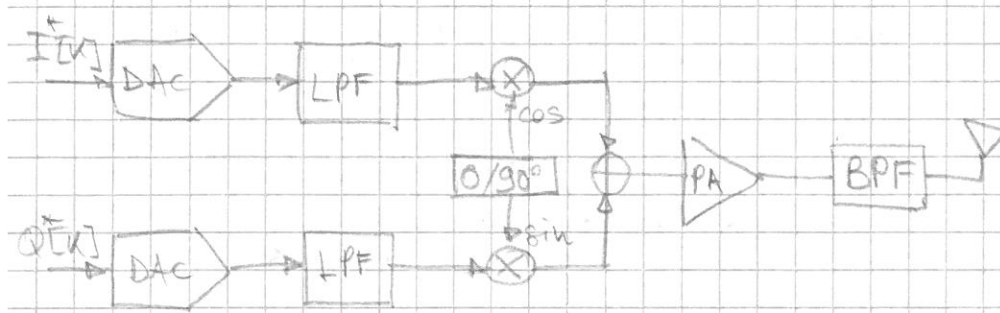 I*[k]
DAC
LPF
X
cos
0/90°
PA
BPF
sin
Q*[k]
DAC
LPF
X